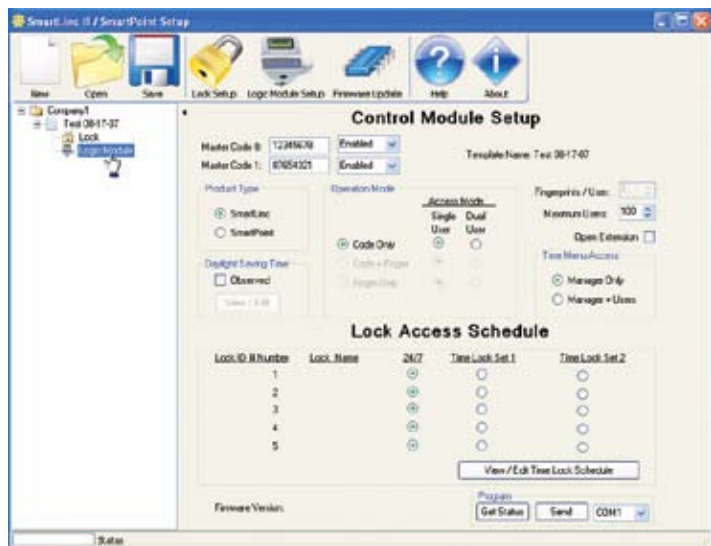 SmartLinc II / SmartPoint Setup
New Open Save Lock Setup Logic Module Setup Firmware Update Help About
Company1
Test 08-17-07
Lock
Logic Module
Control Module Setup
Master Code 0: 12345678 Enabled
Master Code 1: 87654321 Enabled
Template Name: Test 08-17-07
Product Type
SmartLinc
SmartPoint
Operation Mode
Access Mode
Single User
Dual User
Code Only
Code + Finger
Finger Only
Fingerprints / User:
Maximum Users: 100
Open Extension
Daylight Saving Time
Observed
View / Edit
Time Menu Access
Manager Only
Manager + Users
Lock Access Schedule
Lock ID # Number Lock Name 24/7 Time Lock Set 1 Time Lock Set 2
1
2
3
4
5
View / Edit Time Lock Schedule
Firmware Version:
Program
Get Status Send COM1
Status